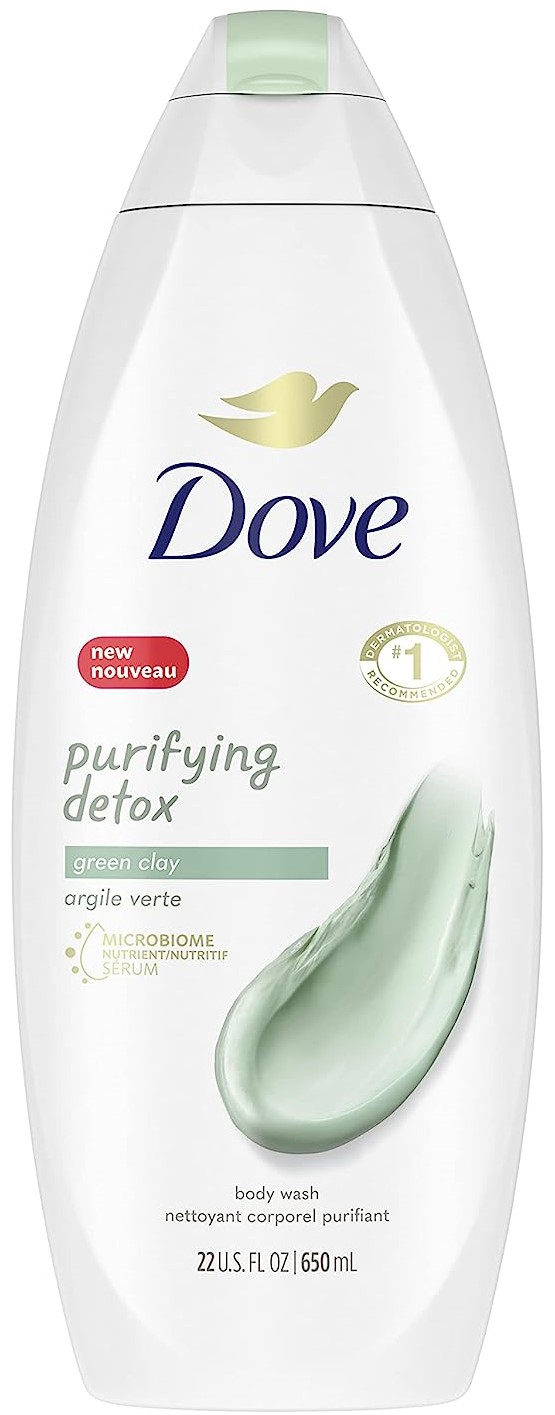 Dove
new
nouveau
DERMATOLOGIST
#1
RECOMMENDED
purifying
detox
green clay
argile verte
MICROBIOME
NUTRIENT/NUTRITIF
SÉRUM
body wash
nettoyant corporel purifiant
22 U.S. FL OZ | 650 mL